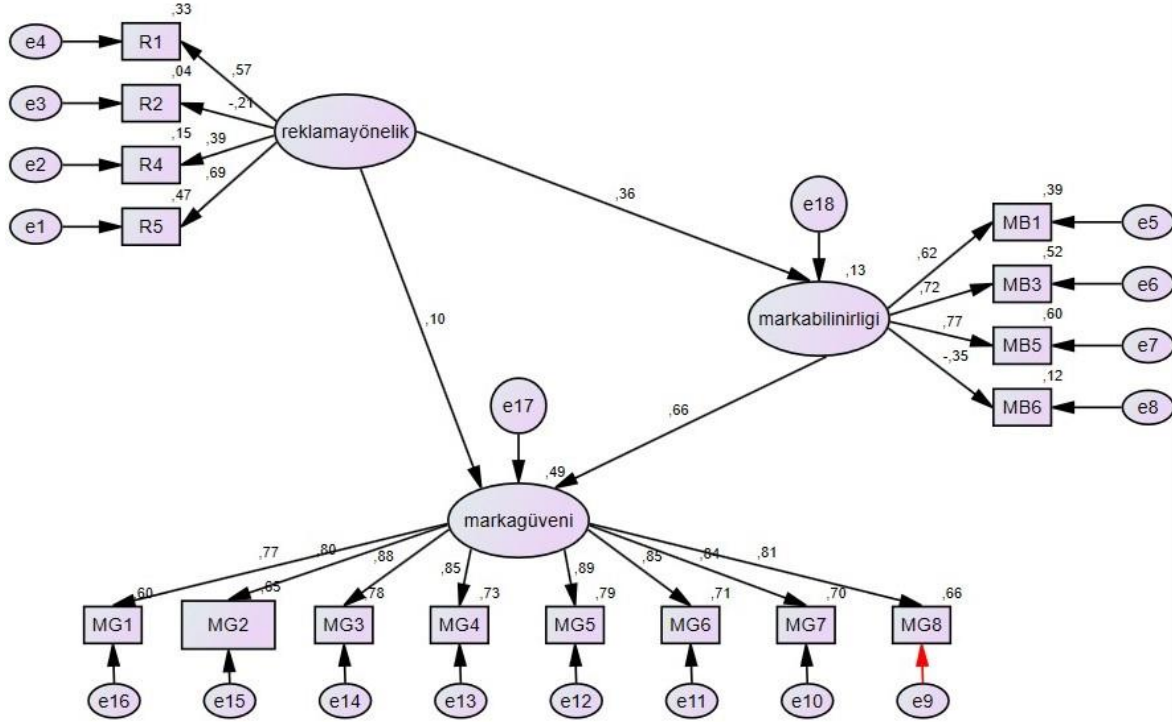 ,33
e4
R1
,57
,04
e3
R2
-,21
,15
,39
e2
R4
,69
,47
e1
R5
reklamayönelik
,36
e18
,13
markabilinirligi
,39
MB1
e5
,62
,52
MB3
e6
,72
,60
MB5
e7
,77
-,35
,12
MB6
e8
,10
e17
,66
,49
markagüveni
,77
,80
,88
,85
,89
,85
,84
,81
,60
,65
,78
,73
,79
,71
,70
,66
MG1
MG2
MG3
MG4
MG5
MG6
MG7
MG8
e16
e15
e14
e13
e12
e11
e10
e9